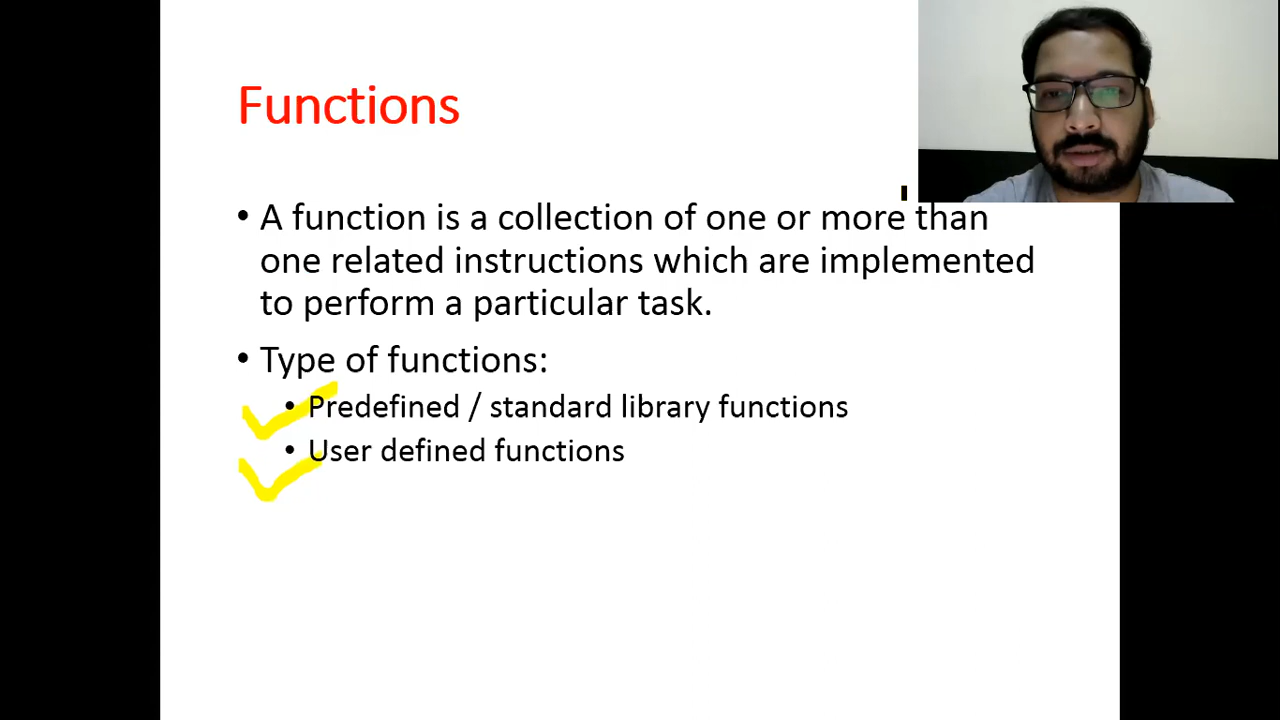 Functions
• A function is a collection of one or more than
one related instructions which are implemented
to perform a particular task.
• Type of functions:
• Predefined / standard library functions
• User defined functions